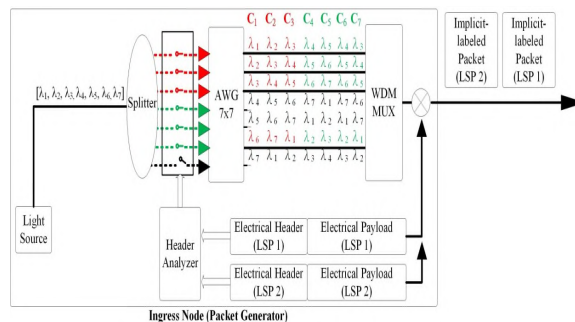 C₁ C₂ C₃ C₄ C₅ C₆ C₇
λ₁ λ₂ λ₃ λ₄ λ₅ λ₄ λ₃
λ₂ λ₃ λ₄ λ₅ λ₆ λ₅ λ₄
λ₃ λ₄ λ₅ λ₆ λ₇ λ₆ λ₅
λ₄ λ₅ λ₆ λ₇ λ₁ λ₇ λ₆
λ₅ λ₆ λ₇ λ₁ λ₂ λ₁ λ₇
λ₆ λ₇ λ₁
λ₇ λ₁ λ₂ λ₃ λ₄ λ₃ λ₂
[λ₁, λ₂, λ₃, λ₄, λ₅, λ₆, λ₇]
Splitter
AWG
7x7
WDM
MUX
Implicit-
labeled
Packet
(LSP 2)
Implicit-
labeled
Packet
(LSP 1)
Light
Source
Header
Analyzer
Electrical Header
(LSP 1)
Electrical Payload
(LSP 1)
Electrical Header
(LSP 2)
Electrical Payload
(LSP 2)
Ingress Node (Packet Generator)